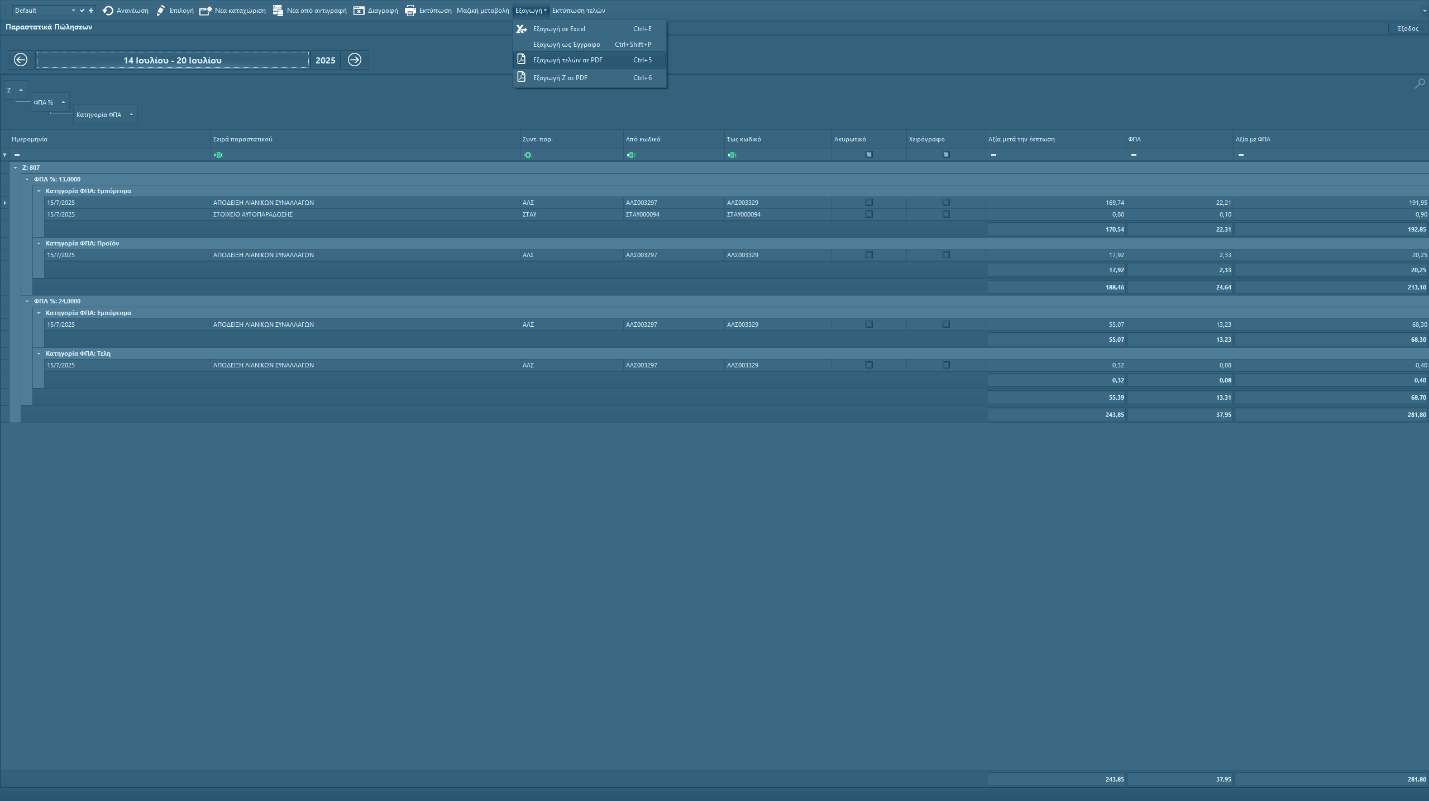 Default Ανανέωση Επιλογή Νέα καταχώριση Νέα από αντιγραφή Διαγραφή Εκτύπωση Μαζική μεταβολή Εξαγωγή Εκτύπωση τελών
Παραστατικά Πωλήσεων Έξοδος
Εξαγωγή σε Excel Ctrl+E
Εξαγωγή ως Έγγραφο Ctrl+Shift+P
Εξαγωγή τελών σε PDF Ctrl+5
Εξαγωγή Ζ σε PDF Ctrl+6
14 Ιουλίου - 20 Ιουλίου 2025
Ζ
ΦΠΑ %
Κατηγορία ΦΠΑ
Ημερομηνία Σειρά παραστατικού Συντ. παρ. Από κωδικό Έως κωδικό Ακυρωτικό Χειρόγραφο Αξία μετά την έκπτωση ΦΠΑ Αξία με ΦΠΑ
Ζ: 807
ΦΠΑ %: 13,0000
Κατηγορία ΦΠΑ: Εμπόρευμα
15/7/2025 ΑΠΟΔΕΙΞΗ ΛΙΑΝΙΚΩΝ ΣΥΝΑΛΛΑΓΩΝ ΑΛΣ ΑΛΣ003297 ΑΛΣ003329 169,74 22,21 191,95
15/7/2025 ΣΤΟΙΧΕΙΟ ΑΥΤΟΠΑΡΑΔΟΣΗΣ ΣΤΑΥ ΣΤΑΥ000094 ΣΤΑΥ000094 0,80 0,10 0,90
170,54 22,31 192,85
Κατηγορία ΦΠΑ: Προϊόν
15/7/2025 ΑΠΟΔΕΙΞΗ ΛΙΑΝΙΚΩΝ ΣΥΝΑΛΛΑΓΩΝ ΑΛΣ ΑΛΣ003297 ΑΛΣ003329 17,92 2,33 20,25
17,92 2,33 20,25
188,46 24,64 213,10
ΦΠΑ %: 24,0000
Κατηγορία ΦΠΑ: Εμπόρευμα
15/7/2025 ΑΠΟΔΕΙΞΗ ΛΙΑΝΙΚΩΝ ΣΥΝΑΛΛΑΓΩΝ ΑΛΣ ΑΛΣ003297 ΑΛΣ003329 55,07 13,23 68,30
55,07 13,23 68,30
Κατηγορία ΦΠΑ: Τελη
15/7/2025 ΑΠΟΔΕΙΞΗ ΛΙΑΝΙΚΩΝ ΣΥΝΑΛΛΑΓΩΝ ΑΛΣ ΑΛΣ003297 ΑΛΣ003329 0,32 0,08 0,40
0,32 0,08 0,40
55,39 13,31 68,70
243,85 37,95 281,80
243,85 37,95 281,80